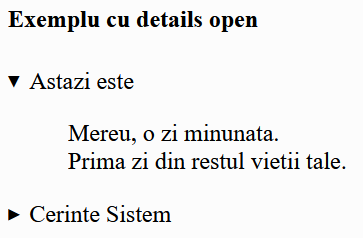 Exemplu cu details open
Astazi este
Mereu, o zi minunata.
Prima zi din restul vietii tale.
Cerinte Sistem